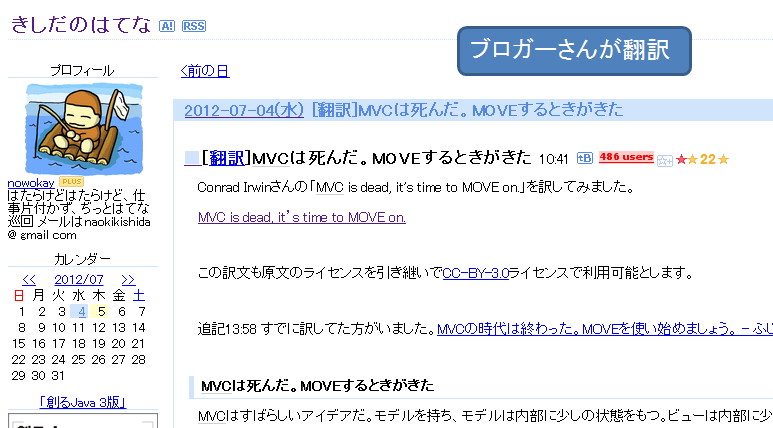 きしだのはてな A! RSS
ブロガーさんが翻訳
プロフィール
nowokay PLUS
はたらけどはたらけど、仕
事片付かず、ぢっとはてな
巡回 メールはnaokikishida
@ gmail com
カレンダー
<< 2012/07 >>
日 月 火 水 木 金 土
1 2 3 4 5 6 7
8 9 10 11 12 13 14
15 16 17 18 19 20 21
22 23 24 25 26 27 28
29 30 31
「創るJava 3版」
<前の日
2012-07-04(水) [翻訳]MVCは死んだ。MOVEするときがきた
[翻訳]MVCは死んだ。MOVEするときがきた 10:41 B! 486 users 22
Conrad Irwinさんの「MVC is dead, it's time to MOVE on.」を訳してみました。
MVC is dead, it’s time to MOVE on.
この訳文も原文のライセンスを引き継いでCC-BY-3.0ライセンスで利用可能とします。
追記13:58 すでに訳してた方がいました。MVCの時代は終わった。MOVEを使い始めましょう。 - ふじ
MVCは死んだ。MOVEするときがきた
MVCはすばらしいアイデアだ。モデルを持ち、モデルは内部に少しの状態をもつ。ビューは内部に少